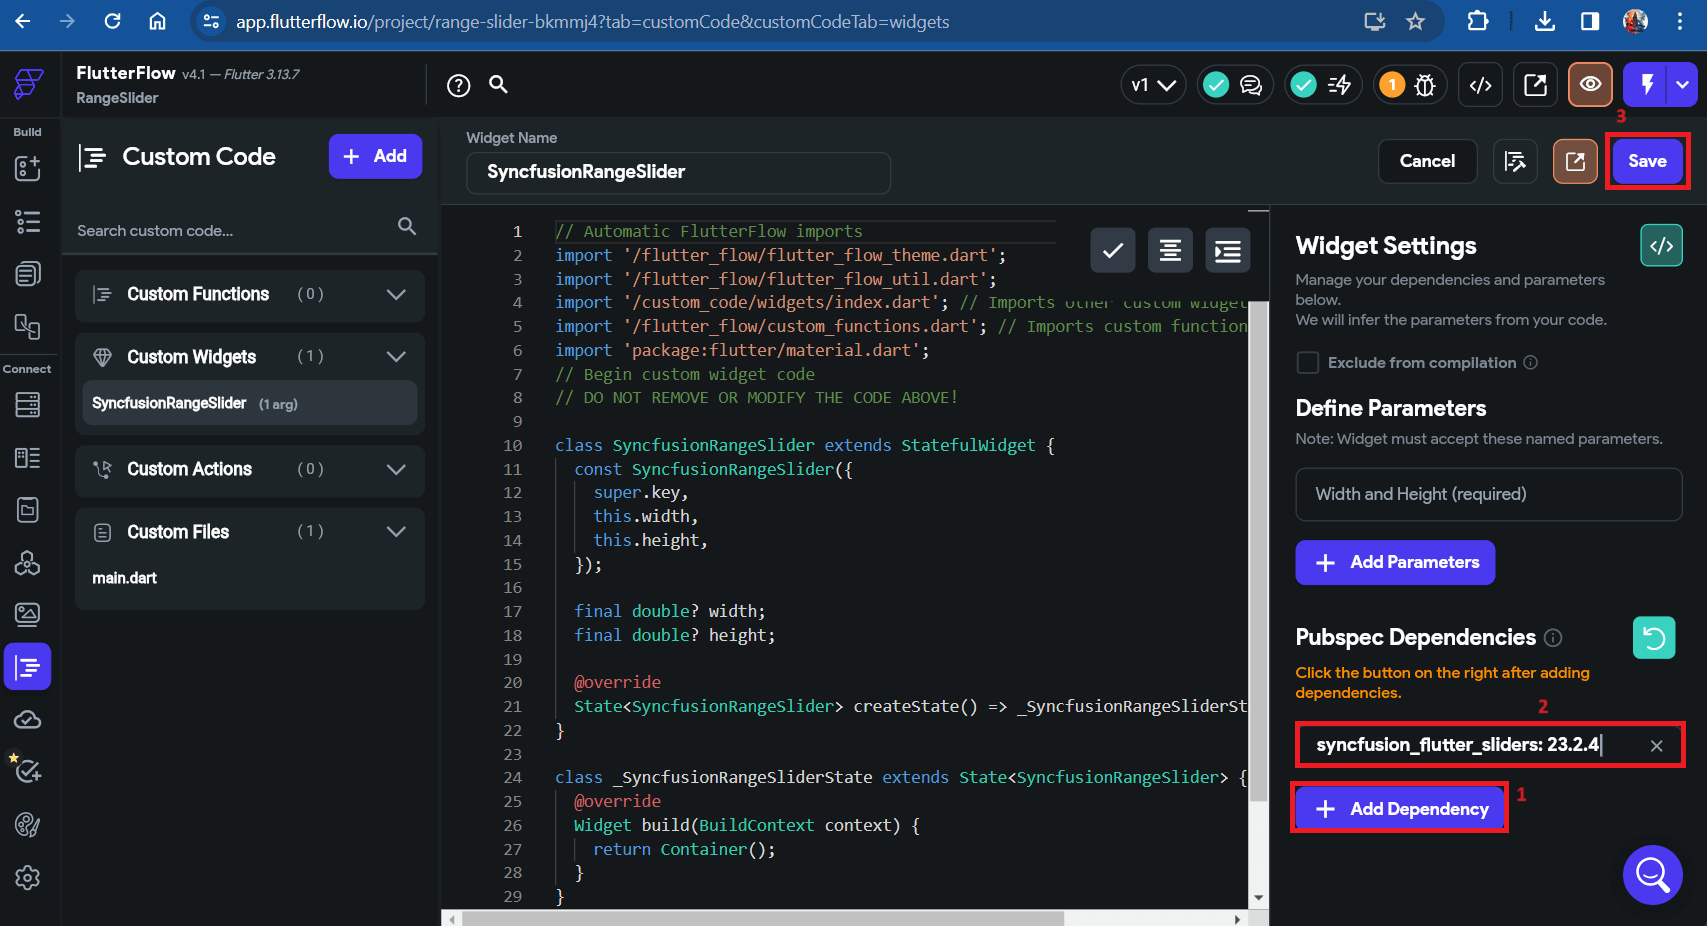 app.flutterflow.io/project/range-slider-bkmmj4?tab=customCode&customCodeTab=widgets
FlutterFlow v4.1 — Flutter 3.13.7
RangeSlider
v1
1
3
Build
Connect
Custom Code
+ Add
Search custom code...
Custom Functions (0)
Custom Widgets (1)
SyncfusionRangeSlider (1 arg)
Custom Actions (0)
Custom Files (1)
main.dart
Widget Name
SyncfusionRangeSlider
Cancel
Save
1 // Automatic FlutterFlow imports
2 import '/flutter_flow/flutter_flow_theme.dart';
3 import '/flutter_flow/flutter_flow_util.dart';
4 import '/custom_code/widgets/index.dart'; // Imports other custom widget
5 import '/flutter_flow/custom_functions.dart'; // Imports custom function
6 import 'package:flutter/material.dart';
7 // Begin custom widget code
8 // DO NOT REMOVE OR MODIFY THE CODE ABOVE!
9
10 class SyncfusionRangeSlider extends StatefulWidget {
11 const SyncfusionRangeSlider({
12 super.key,
13 this.width,
14 this.height,
15 });
16
17 final double? width;
18 final double? height;
19
20 @override
21 State<SyncfusionRangeSlider> createState() => _SyncfusionRangeSliderSt
22 }
23
24 class _SyncfusionRangeSliderState extends State<SyncfusionRangeSlider> {
25 @override
26 Widget build(BuildContext context) {
27 return Container();
28 }
29 }
Widget Settings
Manage your dependencies and parameters
below.
We will infer the parameters from your code.
Exclude from compilation
Define Parameters
Note: Widget must accept these named parameters.
Width and Height (required)
+ Add Parameters
Pubspec Dependencies
Click the button on the right after adding
dependencies.
2
syncfusion_flutter_sliders: 23.2.4
+ Add Dependency
1